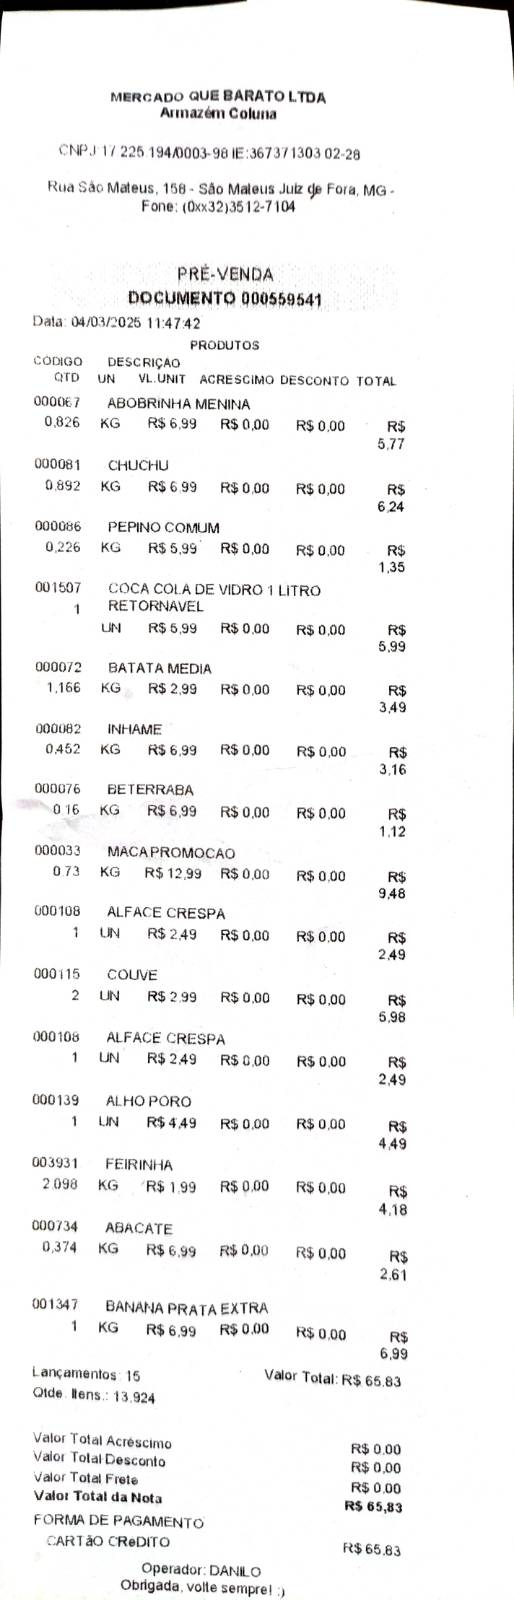 MERCADO QUE BARATO LTDA
Armazém Coluna
CNPJ 17 225 194/0003-98 IE:367371303 02-28
Rua São Mateus, 158 - São Mateus Juiz de Fora, MG -
Fone: (0xx32)3512-7104
PRÉ-VENDA
DOCUMENTO 000559541
Data: 04/03/2025 11:47:42
PRODUTOS
CODIGO DESCRIÇAO
QTD UN VL.UNIT ACRESCIMO DESCONTO TOTAL
000067 ABOBRINHA MENINA
0,826 KG R$ 6,99 R$ 0,00 R$ 0,00 R$
5,77
000081 CHUCHU
0,892 KG R$ 6,99 R$ 0,00 R$ 0,00 R$
6,24
000086 PEPINO COMUM
0,226 KG R$ 5,99 R$ 0,00 R$ 0,00 R$
1,35
001507 COCA COLA DE VIDRO 1 LITRO
1 RETORNAVEL
UN R$ 5,99 R$ 0,00 R$ 0,00 R$
5,99
000072 BATATA MEDIA
1,166 KG R$ 2,99 R$ 0,00 R$ 0,00 R$
3,49
000082 INHAME
0,452 KG R$ 6,99 R$ 0,00 R$ 0,00 R$
3,16
000076 BETERRABA
0,16 KG R$ 6,99 R$ 0,00 R$ 0,00 R$
1,12
000033 MACA PROMOCAO
0,73 KG R$ 12,99 R$ 0,00 R$ 0,00 R$
9,48
000108 ALFACE CRESPA
1 UN R$ 2,49 R$ 0,00 R$ 0,00 R$
2,49
000115 COUVE
2 UN R$ 2,99 R$ 0,00 R$ 0,00 R$
5,98
000108 ALFACE CRESPA
1 UN R$ 2,49 R$ 0,00 R$ 0,00 R$
2,49
000139 ALHO PORO
1 UN R$ 4,49 R$ 0,00 R$ 0,00 R$
4,49
003931 FEIRINHA
2,098 KG R$ 1,99 R$ 0,00 R$ 0,00 R$
4,18
000734 ABACATE
0,374 KG R$ 6,99 R$ 0,00 R$ 0,00 R$
2,61
001347 BANANA PRATA EXTRA
1 KG R$ 6,99 R$ 0,00 R$ 0,00 R$
6,99
Lançamentos: 15 Valor Total: R$ 65,83
Qtde. Itens.: 13,924
Valor Total Acréscimo R$ 0,00
Valor Total Desconto R$ 0,00
Valor Total Frete R$ 0,00
Valor Total da Nota R$ 65,83
FORMA DE PAGAMENTO
CARTãO CReDITO R$ 65,83
Operador: DANILO
Obrigada, volte sempre! :)